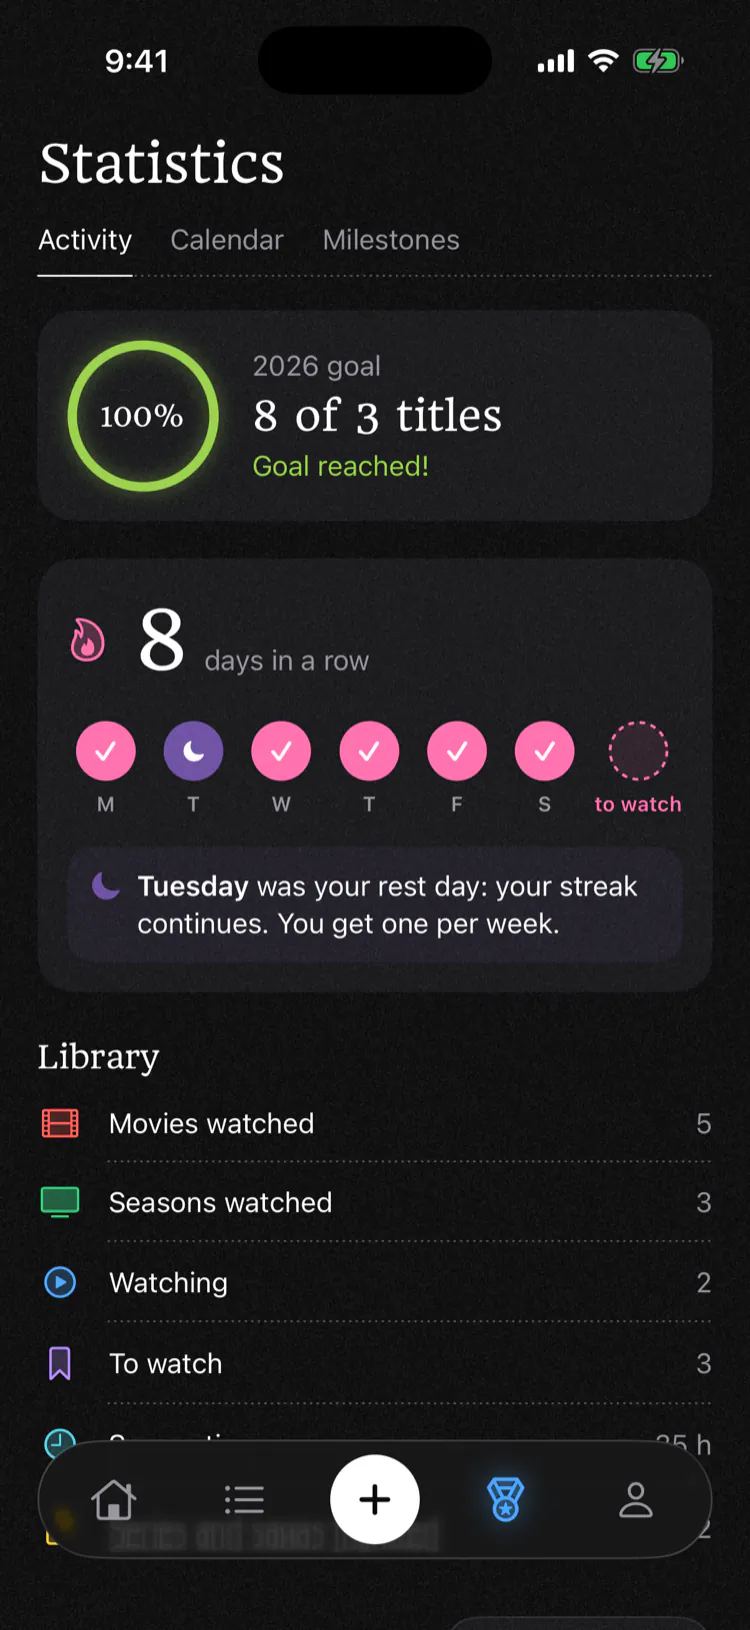 9:41
Statistics
Activity Calendar Milestones
100%
2026 goal
8 of 3 titles
Goal reached!
8 days in a row
M T W T F S to watch
Tuesday was your rest day: your streak
continues. You get one per week.
Library
Movies watched 5
Seasons watched 3
Watching 2
To watch 3